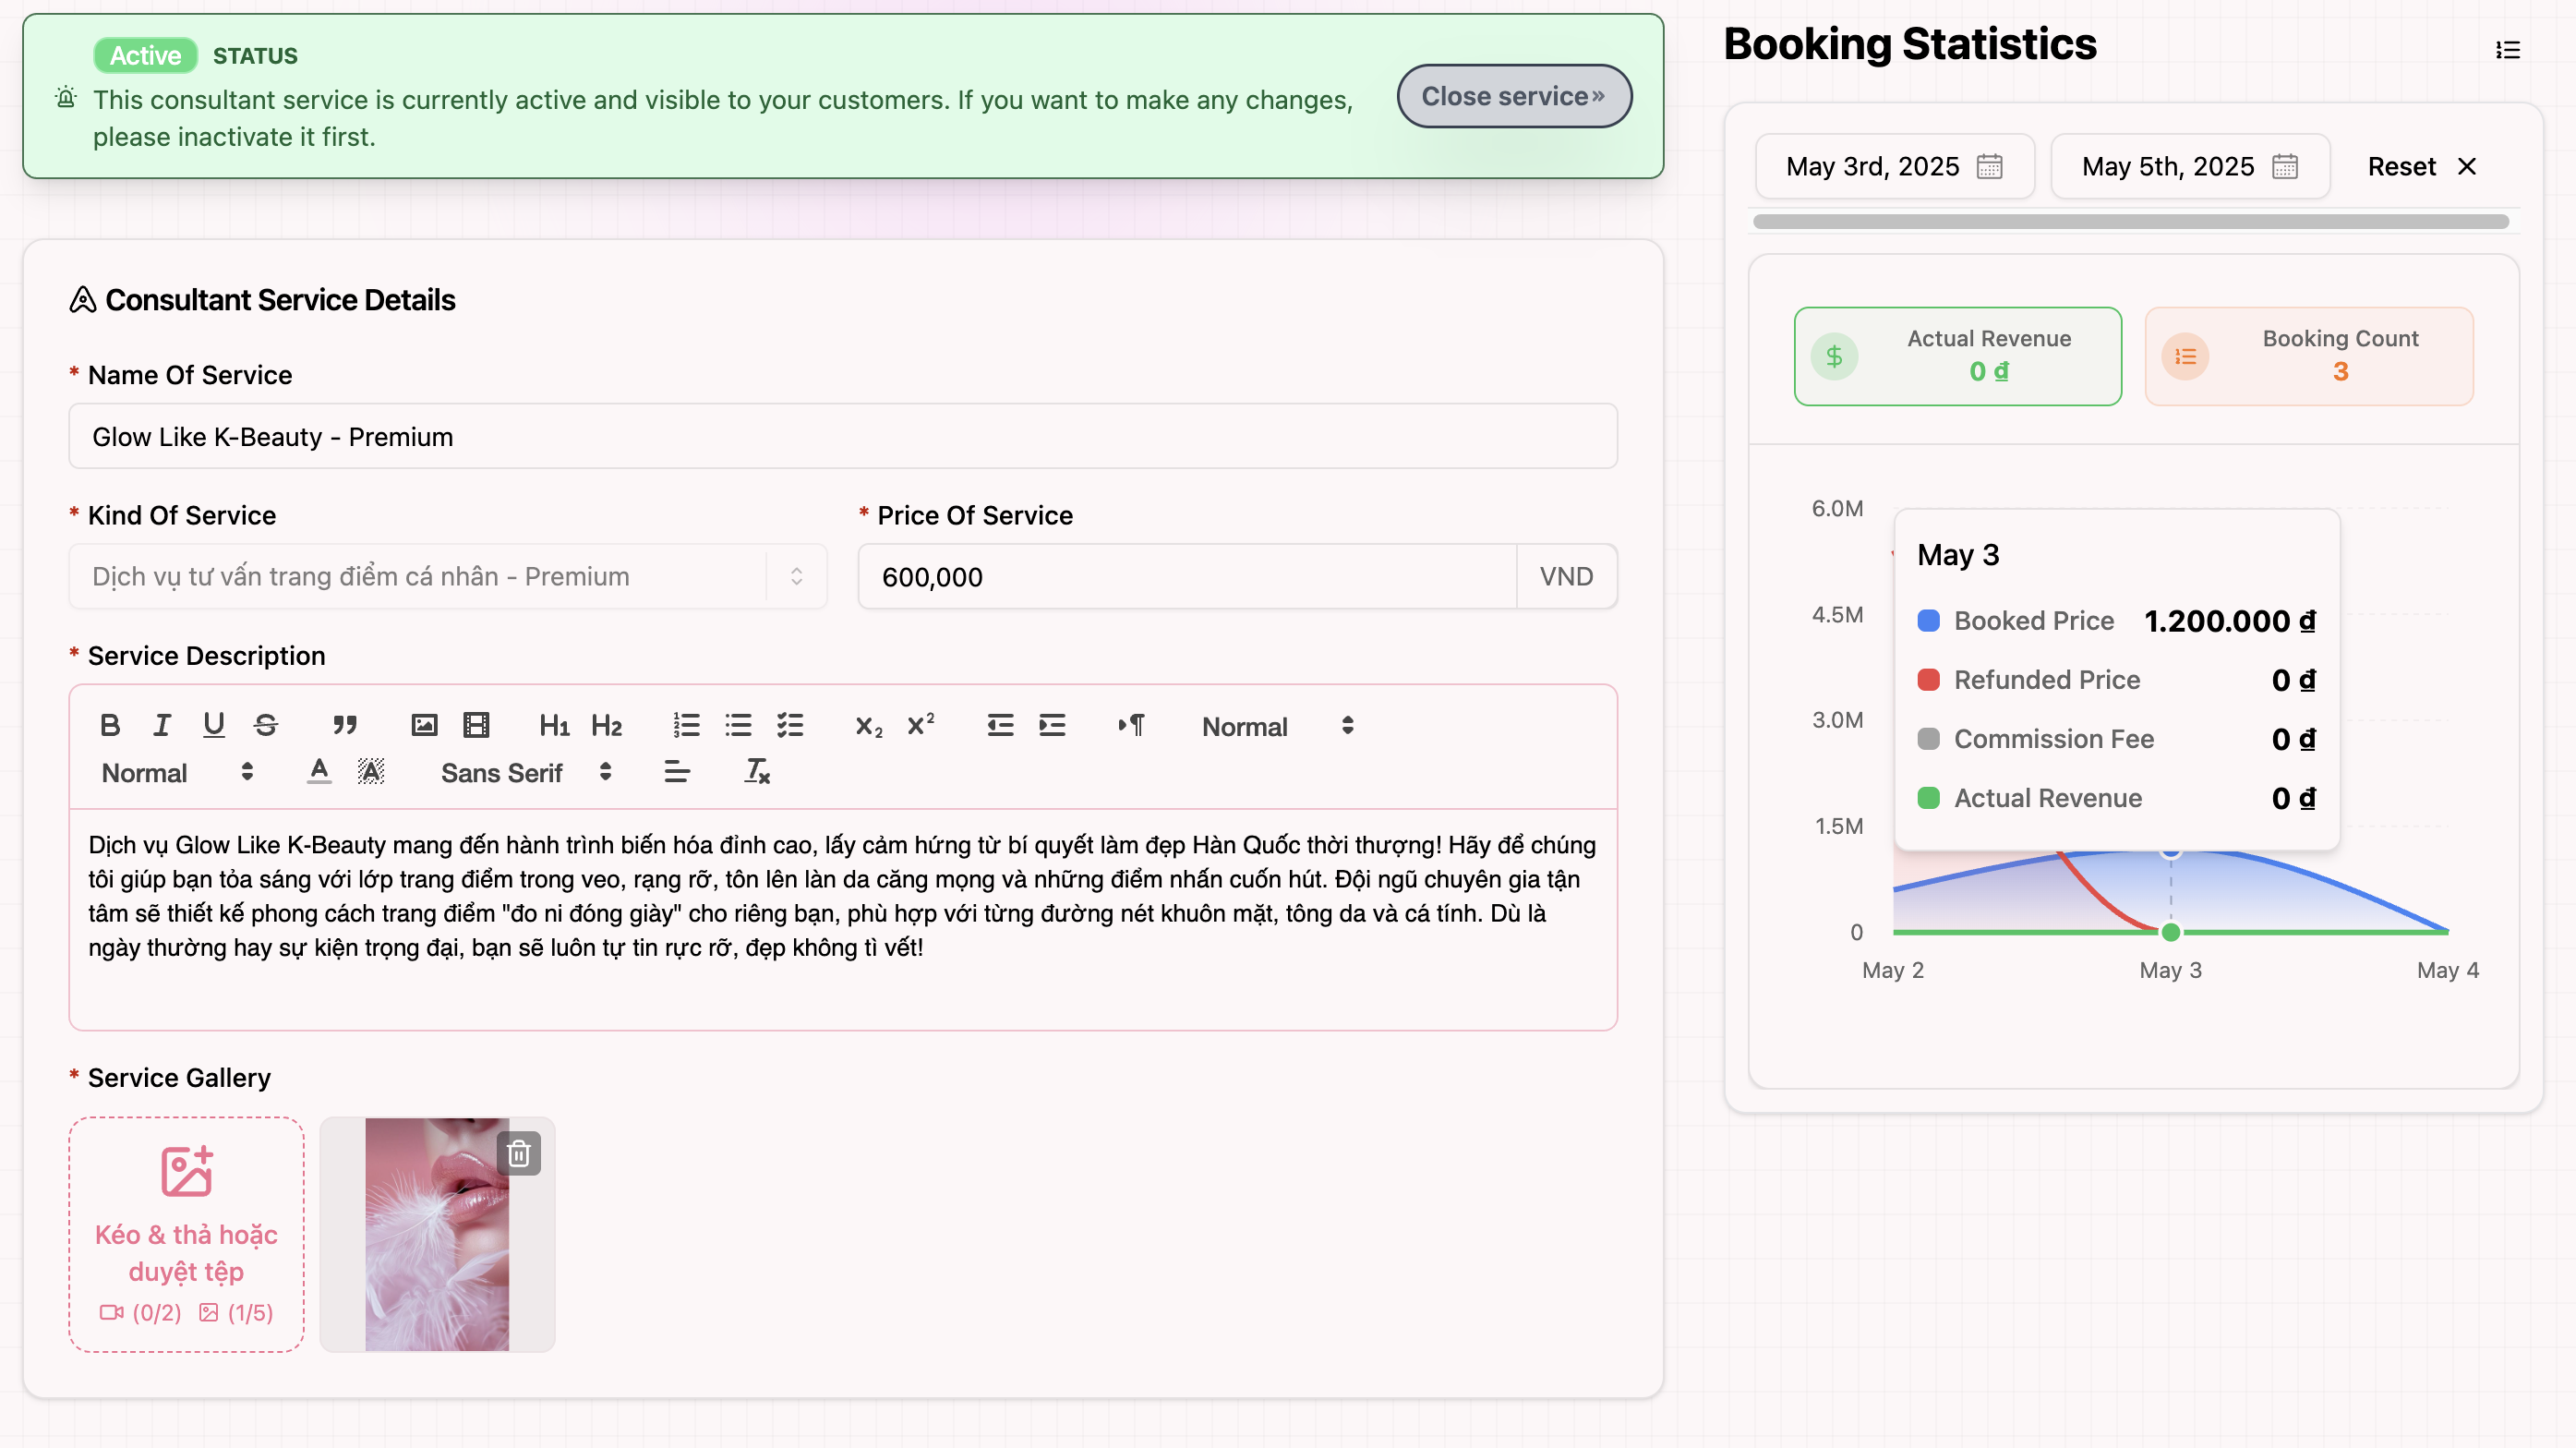 Active STATUS
This consultant service is currently active and visible to your customers. If you want to make any changes,
please inactivate it first.
Close service»
Consultant Service Details
* Name Of Service
Glow Like K-Beauty - Premium
* Kind Of Service
Dịch vụ tư vấn trang điểm cá nhân - Premium
* Price Of Service
600,000
VND
* Service Description
B I U S ” H1 H2 X2 X2 ¶ Normal
Normal A A Sans Serif Tx
Dịch vụ Glow Like K-Beauty mang đến hành trình biến hóa đỉnh cao, lấy cảm hứng từ bí quyết làm đẹp Hàn Quốc thời thượng! Hãy để chúng
tôi giúp bạn tỏa sáng với lớp trang điểm trong veo, rạng rỡ, tôn lên làn da căng mọng và những điểm nhấn cuốn hút. Đội ngũ chuyên gia tận
tâm sẽ thiết kế phong cách trang điểm "đo ni đóng giày" cho riêng bạn, phù hợp với từng đường nét khuôn mặt, tông da và cá tính. Dù là
ngày thường hay sự kiện trọng đại, bạn sẽ luôn tự tin rực rỡ, đẹp không tì vết!
* Service Gallery
Kéo & thả hoặc
duyệt tệp
(0/2) (1/5)
Booking Statistics
May 3rd, 2025
May 5th, 2025
Reset
Actual Revenue
0 ₫
Booking Count
3
6.0M
4.5M
3.0M
1.5M
0
May 3
Booked Price 1.200.000 ₫
Refunded Price 0 ₫
Commission Fee 0 ₫
Actual Revenue 0 ₫
May 2
May 3
May 4